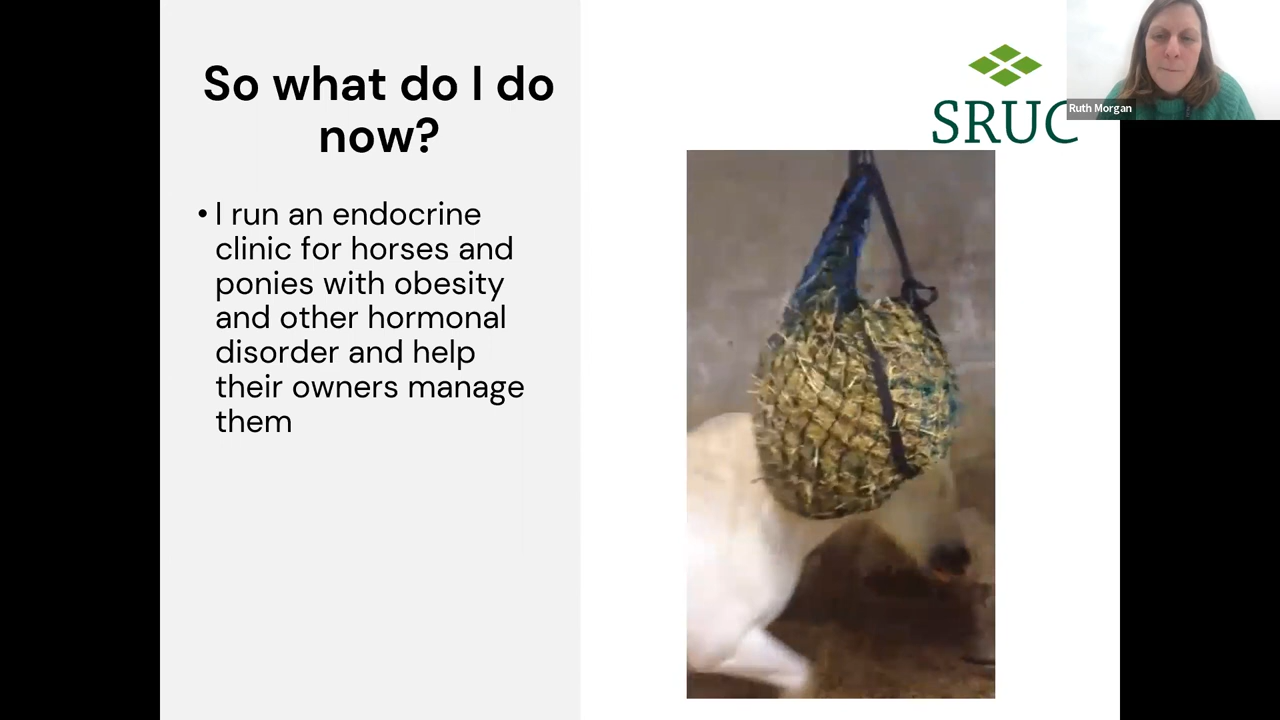 So what do I do
now?
• I run an endocrine
clinic for horses and
ponies with obesity
and other hormonal
disorder and help
their owners manage
them
SRUC
Ruth Morgan